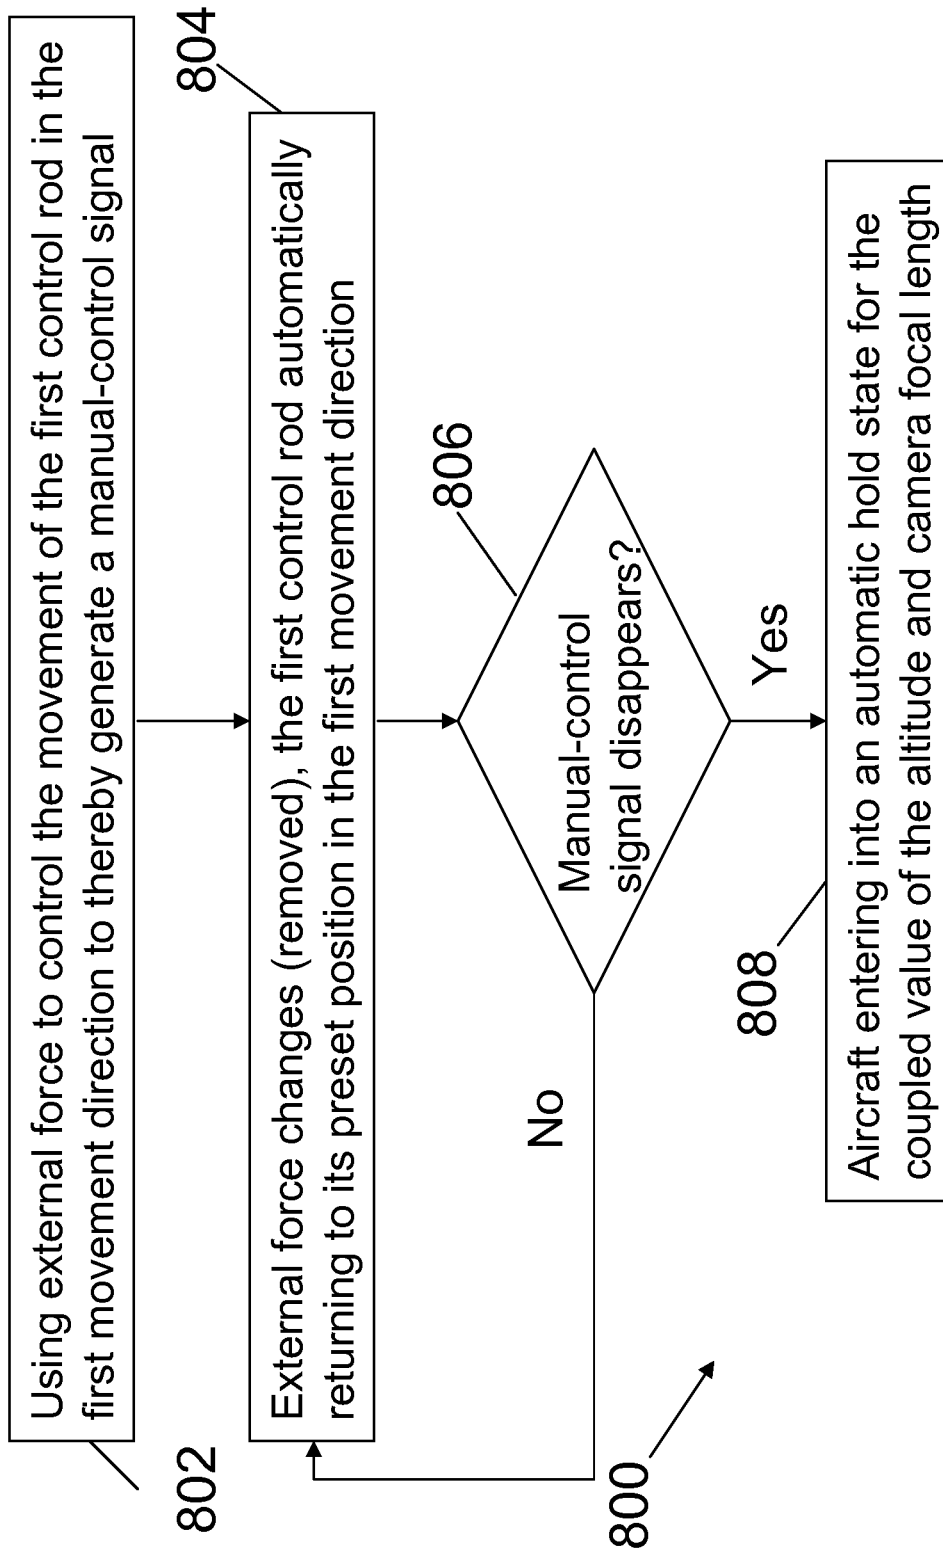 Using external force to control the movement of the first control rod in the
first movement direction to thereby generate a manual-control signal
802
804
External force changes (removed), the first control rod automatically
returning to its preset position in the first movement direction
806
Manual-control
signal disappears?
No
Yes
808
Aircraft entering into an automatic hold state for the
coupled value of the altitude and camera focal length
800